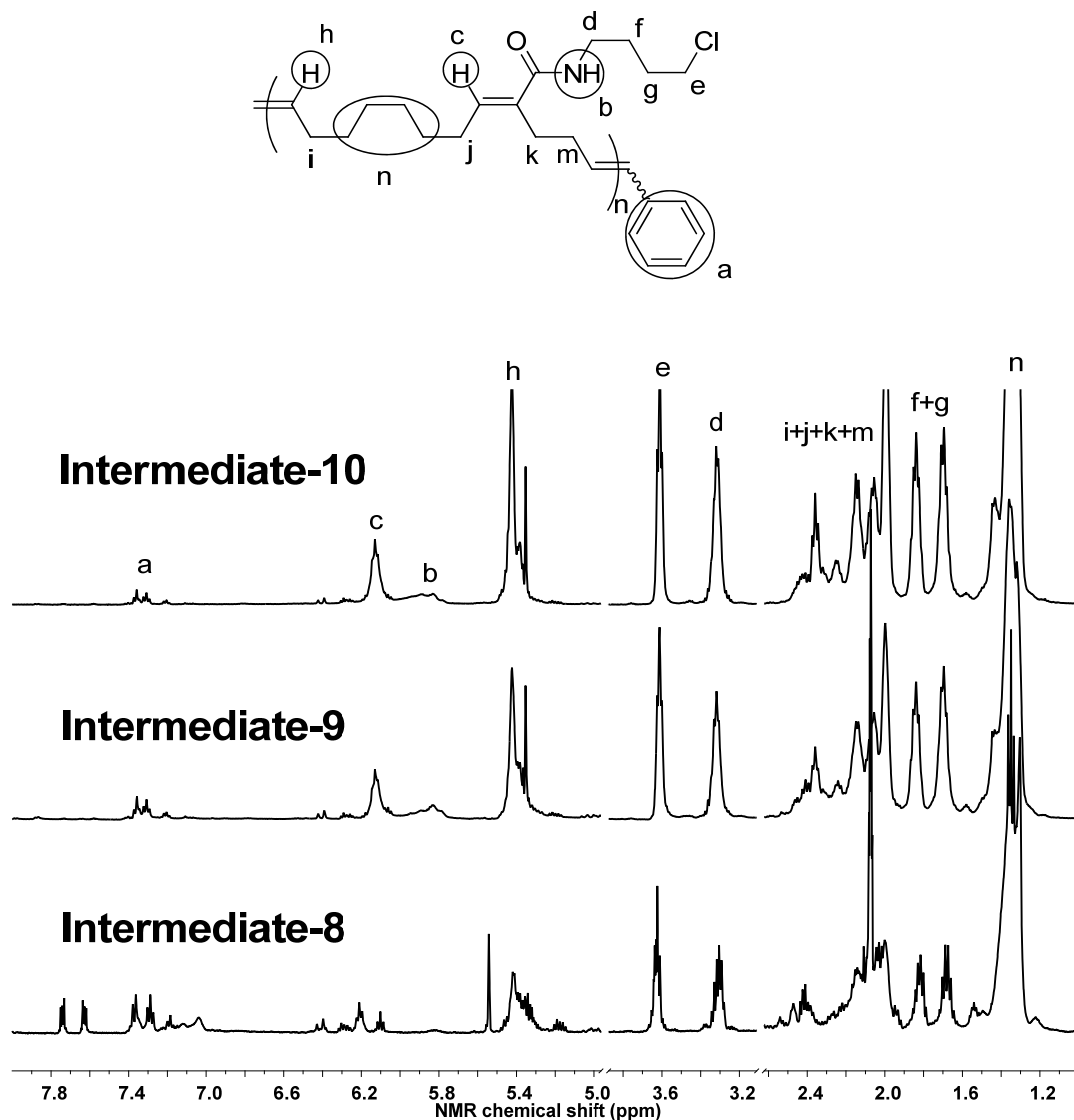 h
c
O
d
f
Cl
H
H
NH
b
g
e
i
j
k
m
n
n
a
h
e
n
d
i+j+k+m
f+g
Intermediate-10
c
b
a
Intermediate-9
Intermediate-8
7.8 7.4 7.0 6.6 6.2 5.8 5.4 5.0 3.6 3.2 2.4 2.0 1.6 1.2
NMR chemical shift (ppm)